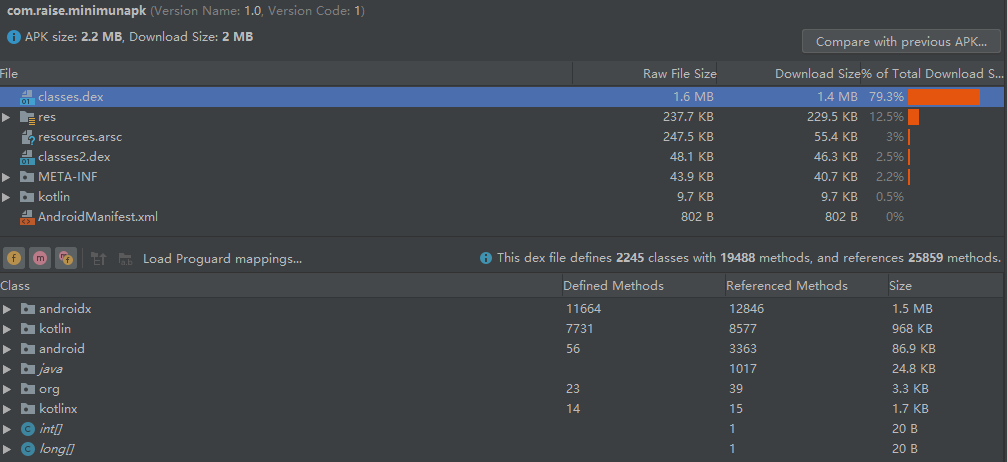 com.raise.minimunapk (Version Name: 1.0, Version Code: 1)
APK size: 2.2 MB, Download Size: 2 MB
Compare with previous APK...
File Raw File Size Download Size % of Total Download S...
classes.dex 1.6 MB 1.4 MB 79.3%
res 237.7 KB 229.5 KB 12.5%
resources.arsc 247.5 KB 55.4 KB 3%
classes2.dex 48.1 KB 46.3 KB 2.5%
META-INF 43.9 KB 40.7 KB 2.2%
kotlin 9.7 KB 9.7 KB 0.5%
AndroidManifest.xml 802 B 802 B 0%
Load Proguard mappings... This dex file defines 2245 classes with 19488 methods, and references 25859 methods.
Class Defined Methods Referenced Methods Size
androidx 11664 12846 1.5 MB
kotlin 7731 8577 968 KB
android 56 3363 86.9 KB
java 1017 24.8 KB
org 23 39 3.3 KB
kotlinx 14 15 1.7 KB
int[] 1 20 B
long[] 1 20 B